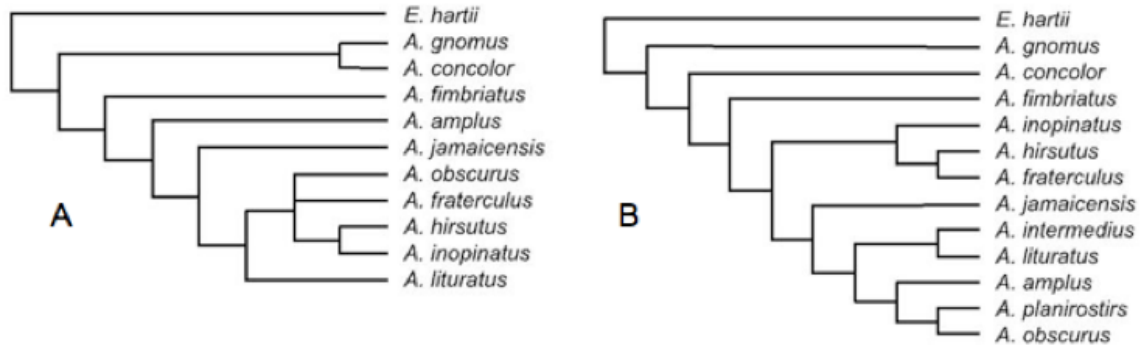 E. hartii
A. gnomus
A. concolor
A. fimbriatus
A. amplus
A. jamaicensis
A. obscurus
A. fraterculus
A. hirsutus
A. inopinatus
A. lituratus
A
E. hartii
A. gnomus
A. concolor
A. fimbriatus
A. inopinatus
A. hirsutus
A. fraterculus
A. jamaicensis
A. intermedius
A. lituratus
A. amplus
A. planirostirs
A. obscurus
B